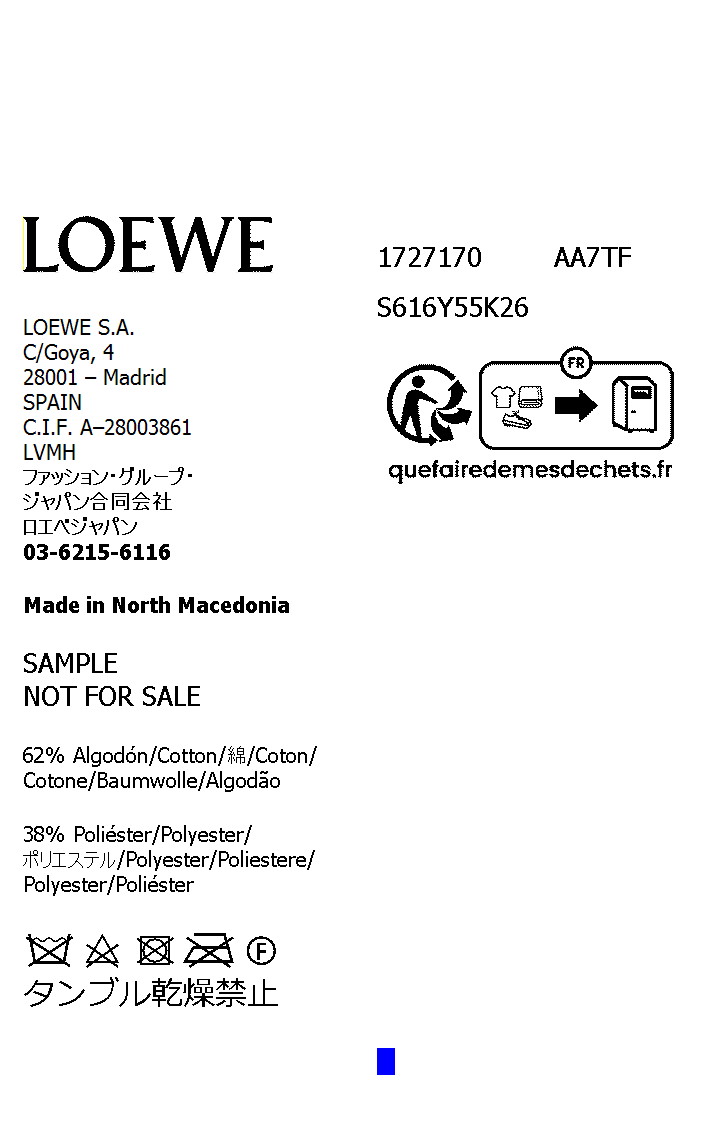 LOEWE
LOEWE S.A.
C/Goya, 4
28001 – Madrid
SPAIN
C.I.F. A–28003861
LVMH
ファッション・グループ・
ジャパン合同会社
ロエベジャパン
03-6215-6116
Made in North Macedonia
SAMPLE
NOT FOR SALE
62% Algodón/Cotton/綿/Coton/
Cotone/Baumwolle/Algodão
38% Poliéster/Polyester/
ポリエステル/Polyester/Poliestere/
Polyester/Poliéster
F
タンブル乾燥禁止
1727170 AA7TF
S616Y55K26
FR
quefairedemesdechets.fr